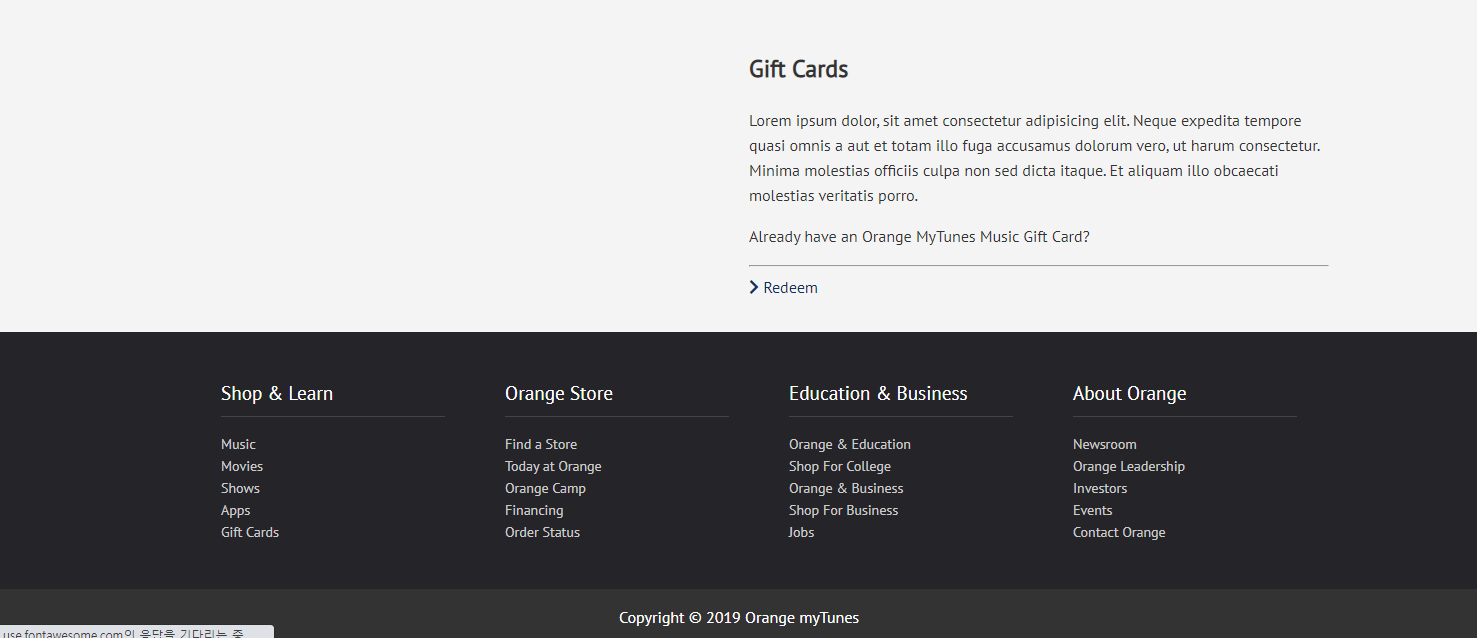 Gift Cards
Lorem ipsum dolor, sit amet consectetur adipisicing elit. Neque expedita tempore
quasi omnis a aut et totam illo fuga accusamus dolorum vero, ut harum consectetur.
Minima molestias officiis culpa non sed dicta itaque. Et aliquam illo obcaecati
molestias veritatis porro.
Already have an Orange MyTunes Music Gift Card?
Redeem
Shop & Learn
Music
Movies
Shows
Apps
Gift Cards
Orange Store
Find a Store
Today at Orange
Orange Camp
Financing
Order Status
Education & Business
Orange & Education
Shop For College
Orange & Business
Shop For Business
Jobs
About Orange
Newsroom
Orange Leadership
Investors
Events
Contact Orange
Copyright © 2019 Orange myTunes
use.fontawesome.com의 응답을 기다리는 중